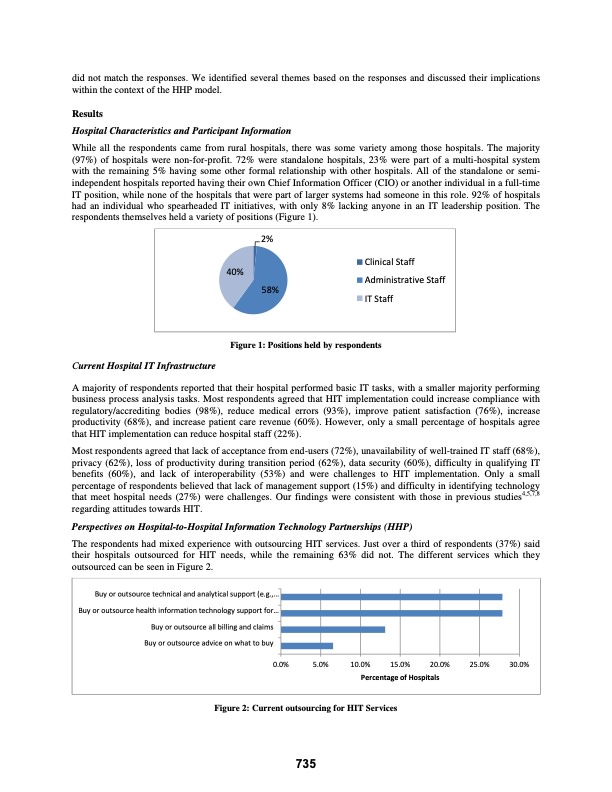 did not match the responses. We identified several themes based on the responses and discussed their implications
within the context of the HHP model.
Results
Hospital Characteristics and Participant Information
While all the respondents came from rural hospitals, there was some variety among those hospitals. The majority
(97%) of hospitals were non-for-profit. 72% were standalone hospitals, 23% were part of a multi-hospital system
with the remaining 5% having some other formal relationship with other hospitals. All of the standalone or semi-
independent hospitals reported having their own Chief Information Officer (CIO) or another individual in a full-time
IT position, while none of the hospitals that were part of larger systems had someone in this role. 92% of hospitals
had an individual who spearheaded IT initiatives, with only 8% lacking anyone in an IT leadership position. The
respondents themselves held a variety of positions (Figure 1).
2%
40%
58%
Clinical Staff
Administrative Staff
IT Staff
Figure 1: Positions held by respondents
Current Hospital IT Infrastructure
A majority of respondents reported that their hospital performed basic IT tasks, with a smaller majority performing
business process analysis tasks. Most respondents agreed that HIT implementation could increase compliance with
regulatory/accrediting bodies (98%), reduce medical errors (93%), improve patient satisfaction (76%), increase
productivity (68%), and increase patient care revenue (60%). However, only a small percentage of hospitals agree
that HIT implementation can reduce hospital staff (22%).
Most respondents agreed that lack of acceptance from end-users (72%), unavailability of well-trained IT staff (68%),
privacy (62%), loss of productivity during transition period (62%), data security (60%), difficulty in qualifying IT
benefits (60%), and lack of interoperability (53%) and were challenges to HIT implementation. Only a small
percentage of respondents believed that lack of management support (15%) and difficulty in identifying technology
that meet hospital needs (27%) were challenges. Our findings were consistent with those in previous studies4,5,7,8
regarding attitudes towards HIT.
Perspectives on Hospital-to-Hospital Information Technology Partnerships (HHP)
The respondents had mixed experience with outsourcing HIT services. Just over a third of respondents (37%) said
their hospitals outsourced for HIT needs, while the remaining 63% did not. The different services which they
outsourced can be seen in Figure 2.
Buy or outsource technical and analytical support (e.g.,...
Buy or outsource health information technology support for...
Buy or outsource all billing and claims
Buy or outsource advice on what to buy
0.0% 5.0% 10.0% 15.0% 20.0% 25.0% 30.0%
Percentage of Hospitals
Figure 2: Current outsourcing for HIT Services
735